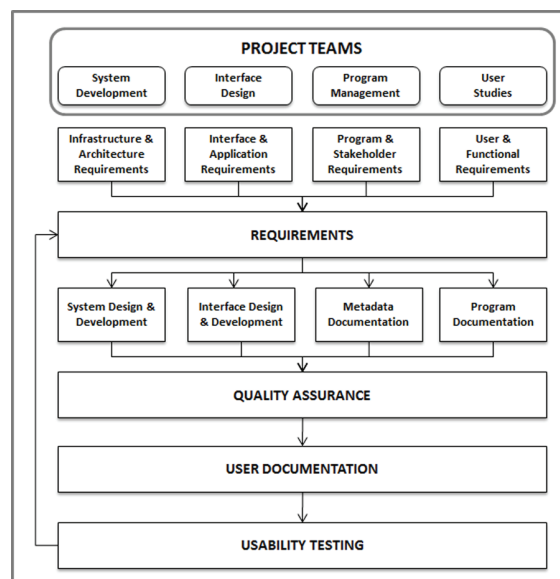 PROJECT TEAMS
System
Development
Interface
Design
Program
Management
User
Studies
Infrastructure &
Architecture
Requirements
Interface &
Application
Requirements
Program &
Stakeholder
Requirements
User &
Functional
Requirements
REQUIREMENTS
System Design &
Development
Interface Design
& Development
Metadata
Documentation
Program
Documentation
QUALITY ASSURANCE
USER DOCUMENTATION
USABILITY TESTING